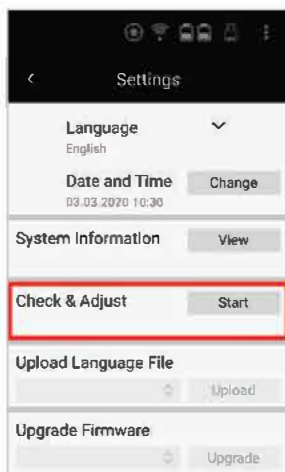 Settings
Language
English
Date and Time Change
03.03.2020 10:30
System Information View
Check & Adjust Start
Upload Language File
Upload
Upgrade Firmware
Upgrade